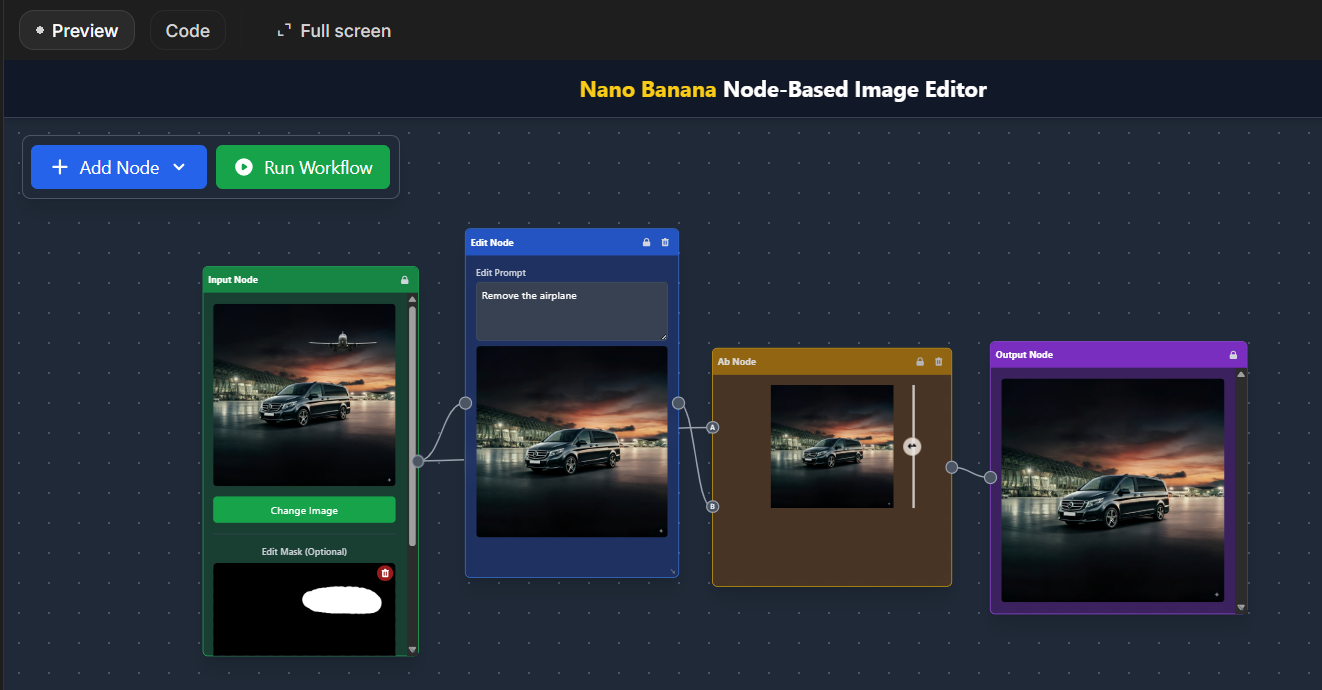 Preview
Code
Full screen
Nano Banana Node-Based Image Editor
Add Node
Run Workflow
Input Node
Change Image
Edit Mask (Optional)
Edit Node
Edit Prompt
Remove the airplane
Ab Node
A
B
Output Node